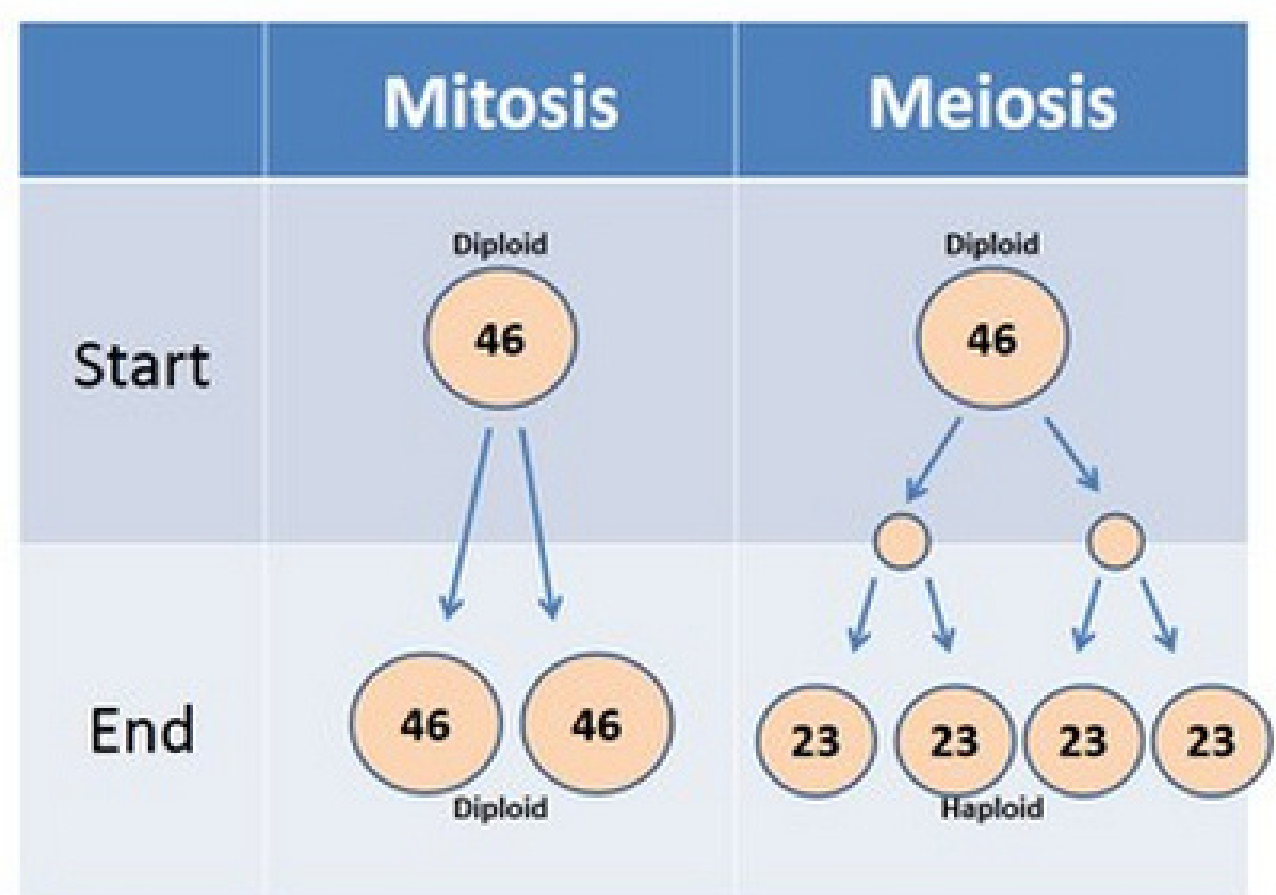 Mitosis Meiosis
Diploid Diploid
46 46
Start
46 46 23 23 23 23
End
Diploid Haploid